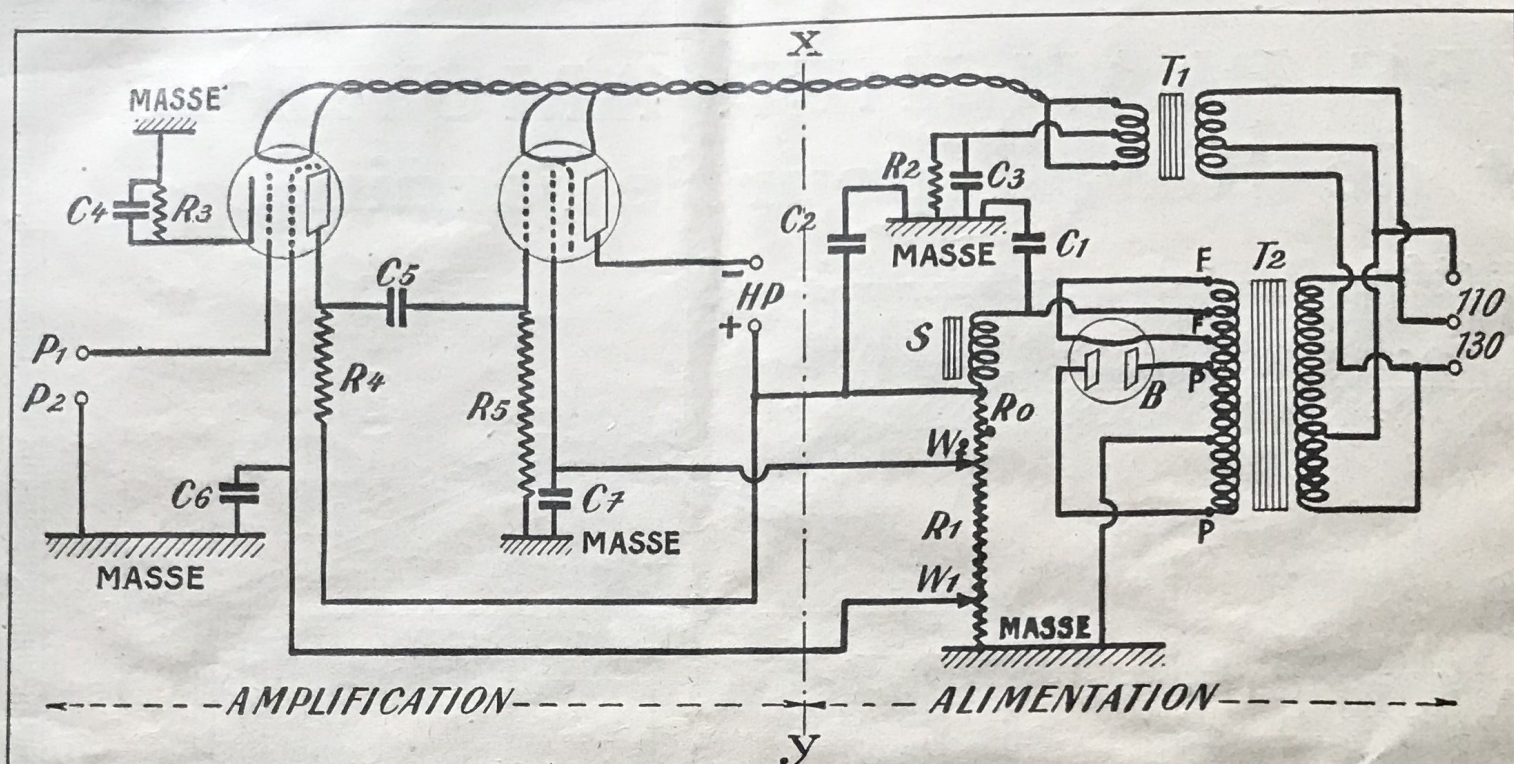 X
T1
MASSE
C4
R3
R2
C3
C2
MASSE
C1
C5
F
T2
- HP
+
110
S
F
130
P1
R4
P
B
P2
R5
R0
W2
C6
C7
R1
MASSE
P
MASSE
W1
MASSE
AMPLIFICATION
ALIMENTATION
y